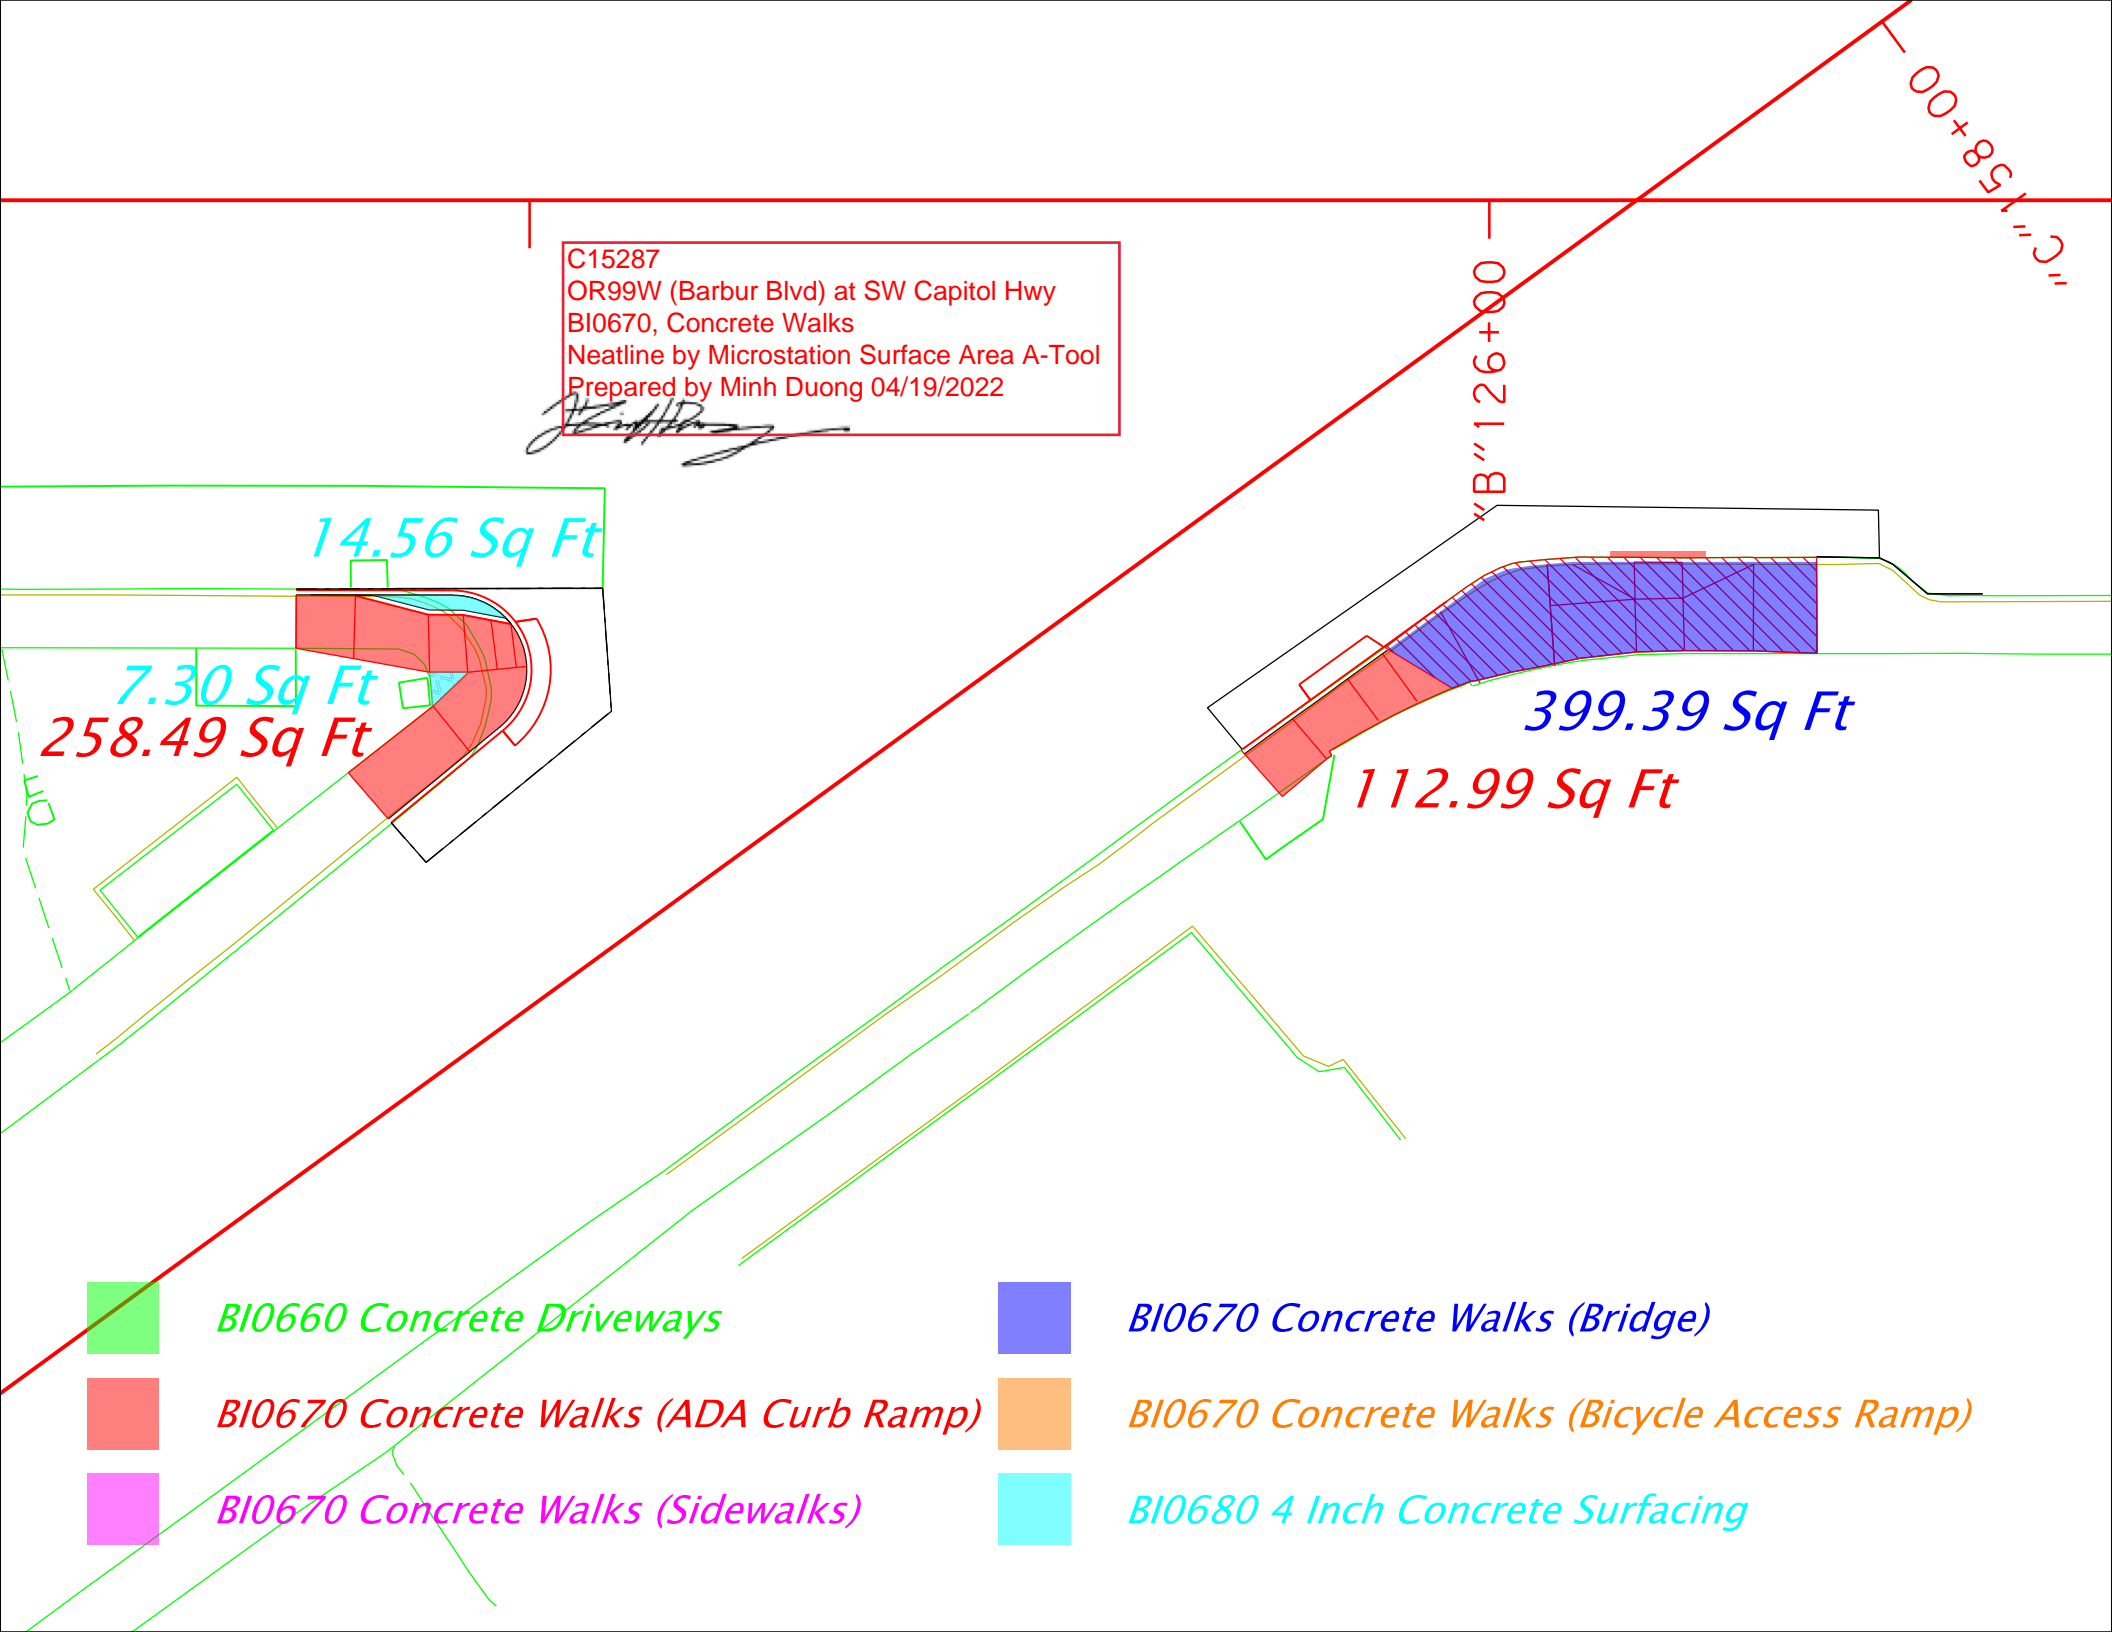 "C" 158+00
C15287
OR99W (Barbur Blvd) at SW Capitol Hwy
BI0670, Concrete Walks
Neatline by Microstation Surface Area A-Tool
Prepared by Minh Duong 04/19/2022
"B" 126+00
14.56 Sq Ft
7.30 Sq Ft
258.49 Sq Ft
399.39 Sq Ft
112.99 Sq Ft
BI0660 Concrete Driveways
BI0670 Concrete Walks (Bridge)
BI0670 Concrete Walks (ADA Curb Ramp)
BI0670 Concrete Walks (Bicycle Access Ramp)
BI0670 Concrete Walks (Sidewalks)
BI0680 4 Inch Concrete Surfacing